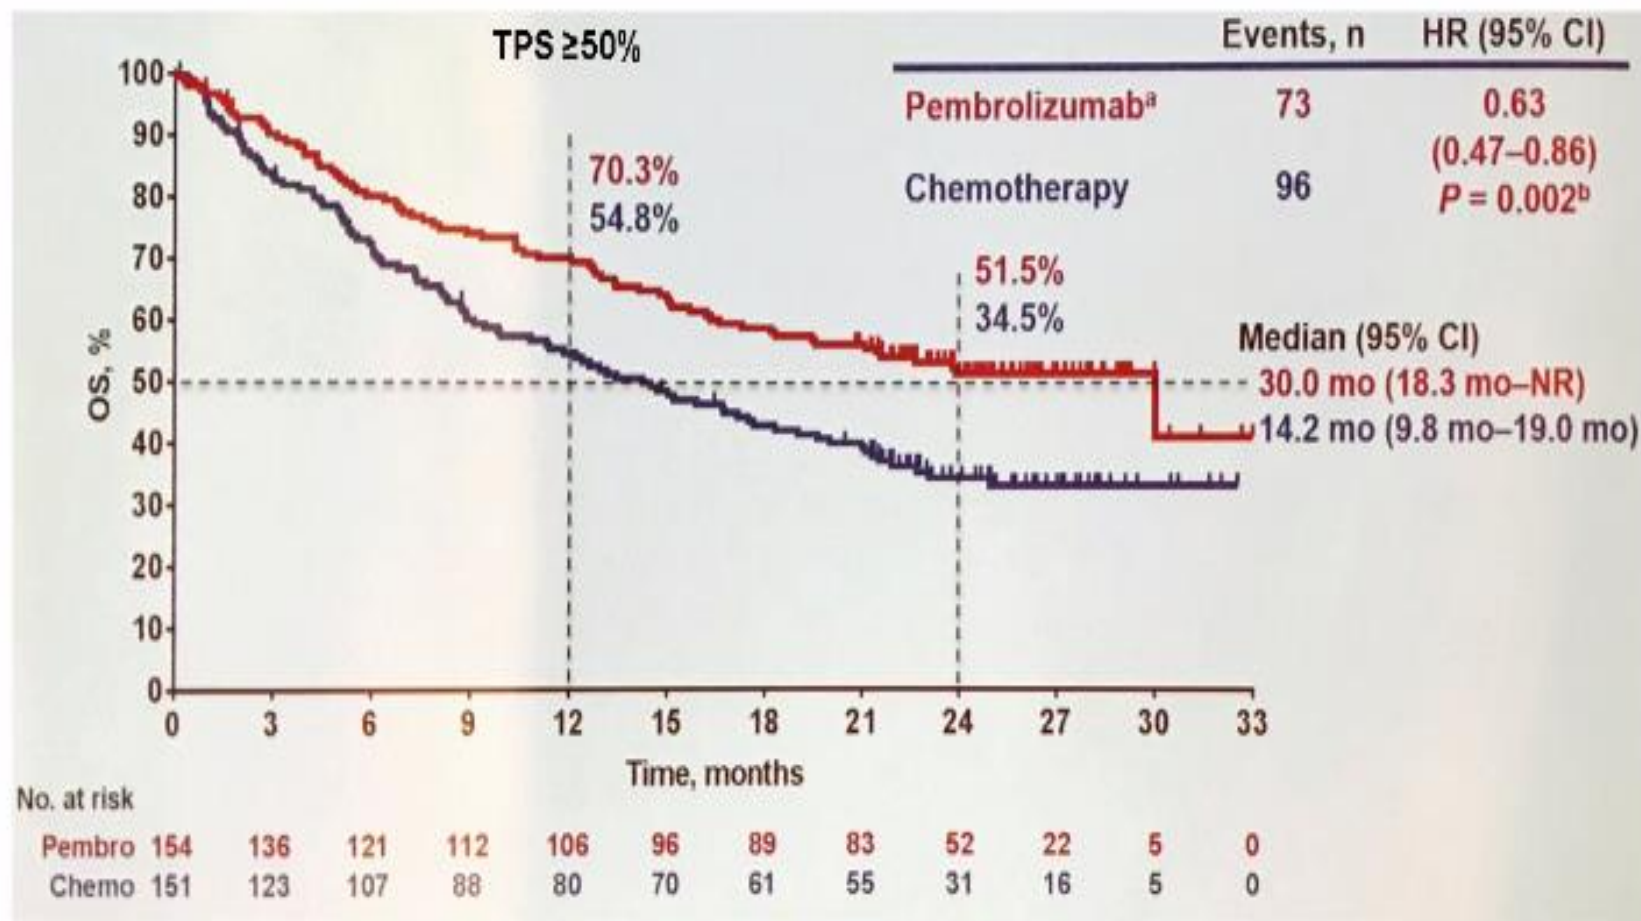 TPS ≥50%
Events, n HR (95% CI)
Pembrolizumabᵃ 73 0.63
(0.47–0.86)
Chemotherapy 96 P = 0.002ᵇ
100
90
80
70
60
50
40
30
20
10
0
OS, %
70.3%
54.8%
51.5%
34.5%
Median (95% CI)
30.0 mo (18.3 mo–NR)
14.2 mo (9.8 mo–19.0 mo)
0 3 6 9 12 15 18 21 24 27 30 33
Time, months
No. at risk
Pembro 154 136 121 112 106 96 89 83 52 22 5 0
Chemo 151 123 107 88 80 70 61 55 31 16 5 0